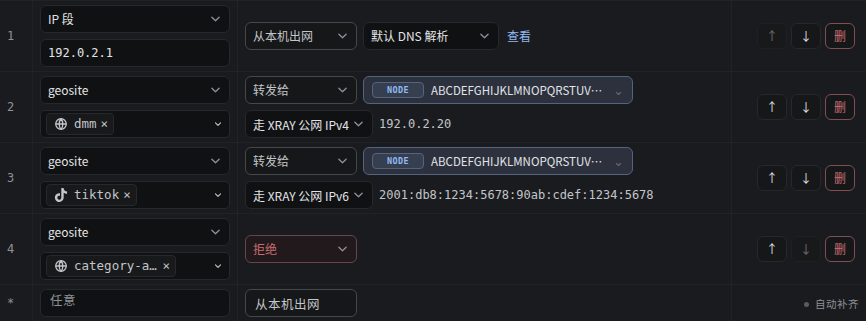 1
IP 段
192.0.2.1
从本机出网
默认 DNS 解析
查看
↑ ↓ 删
2
geosite
dmm ×
转发给
NODE ABCDEFGHIJKLMNOPQRSTUV…
走 XRAY 公网 IPv4
192.0.2.20
↑ ↓ 删
3
geosite
tiktok ×
转发给
NODE ABCDEFGHIJKLMNOPQRSTUV…
走 XRAY 公网 IPv6
2001:db8:1234:5678:90ab:cdef:1234:5678
↑ ↓ 删
4
geosite
category-a… ×
拒绝
↑ ↓ 删
*
任意
从本机出网
自动补齐